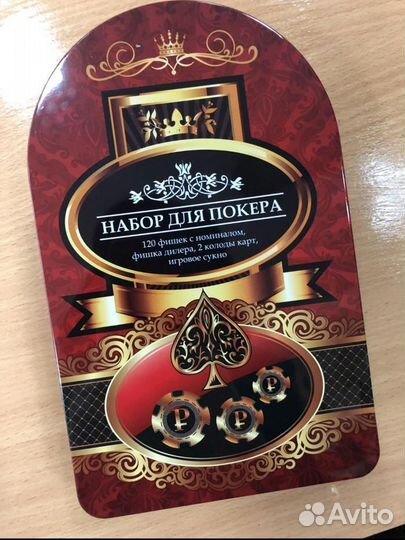 НАБОР ДЛЯ ПОКЕРА
120 фишек с номиналом,
фишка дилера, 2 колоды карт,
игровое сукно
Avito